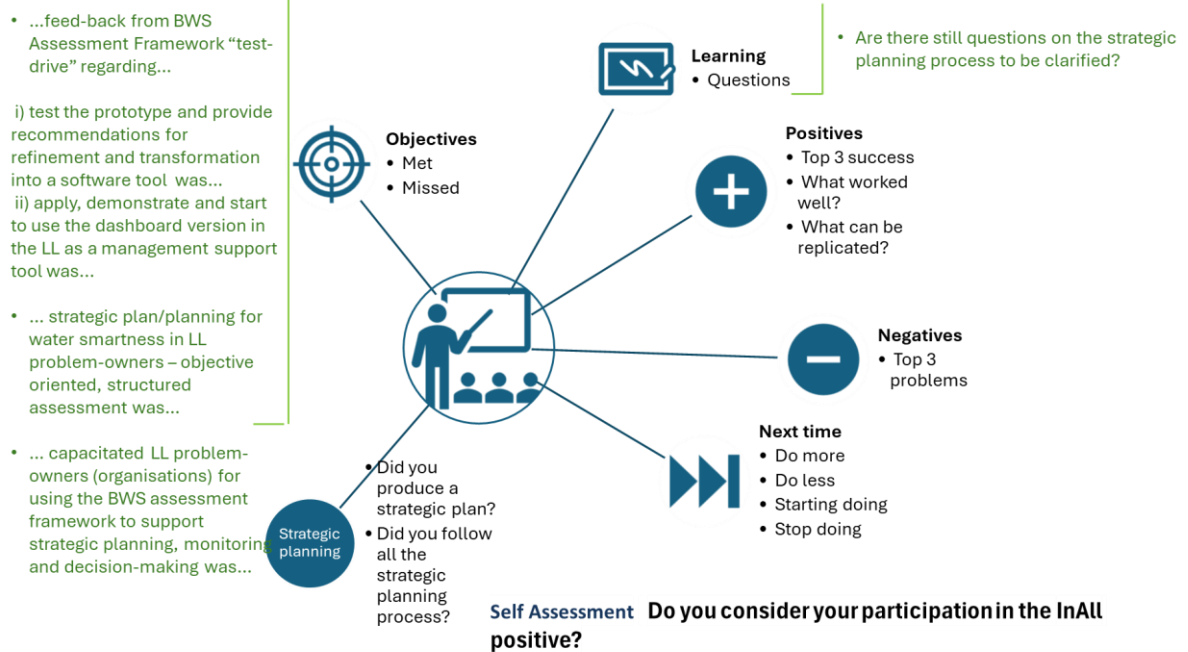 • ...feed-back from BWS
Assessment Framework “test-
drive” regarding...
i) test the prototype and provide
recommendations for
refinement and transformation
into a software tool was...
ii) apply, demonstrate and start
to use the dashboard version in
the LL as a management support
tool was...
• ... strategic plan/planning for
water smartness in LL
problem-owners – objective
oriented, structured
assessment was...
• ... capacitated LL problem-
owners (organisations) for
using the BWS assessment
framework to support
strategic planning, monitoring
and decision-making was...
Objectives
• Met
• Missed
Learning
• Questions
• Are there still questions on the strategic
planning process to be clarified?
Positives
• Top 3 success
• What worked
well?
• What can be
replicated?
Negatives
• Top 3
problems
Next time
• Do more
• Do less
• Starting doing
• Stop doing
Strategic
planning
• Did you
produce a
strategic plan?
• Did you follow
all the
strategic
planning
process?
Self Assessment Do you consider your participation in the InAll
positive?